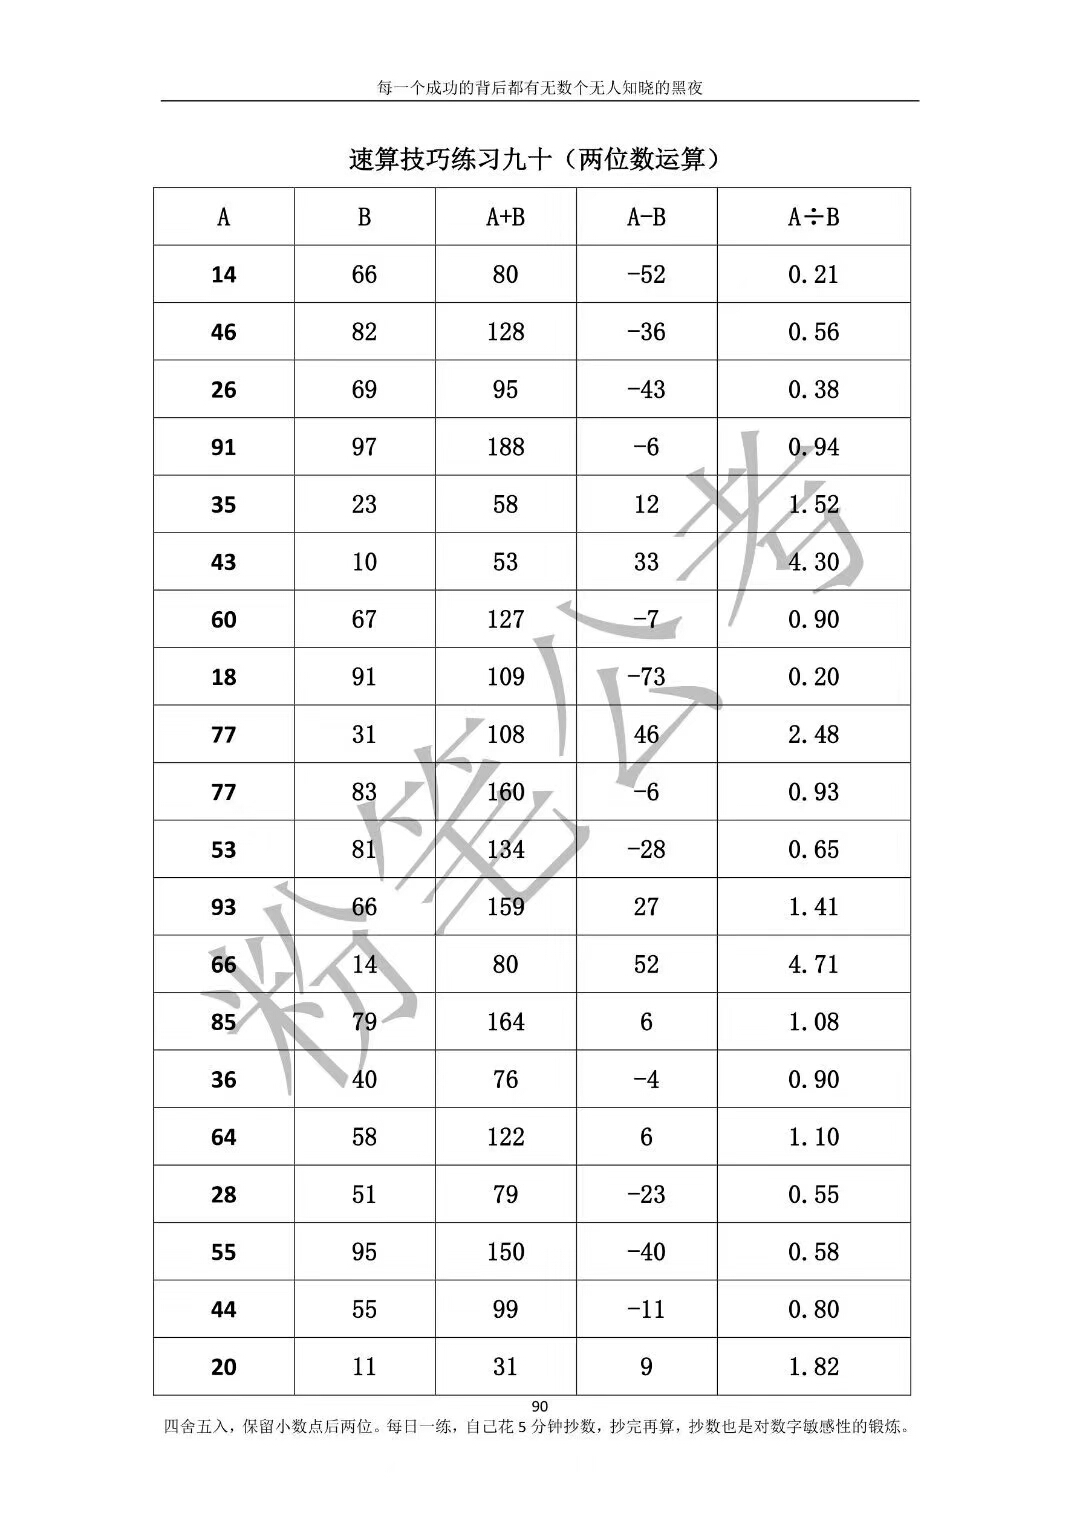 每一个成功的背后都有无数个无人知晓的黑夜
速算技巧练习九十（两位数运算）
A B A+B A-B A÷B
14 66 80 -52 0.21
46 82 128 -36 0.56
26 69 95 -43 0.38
91 97 188 -6 0.94
35 23 58 12 1.52
43 10 53 33 4.30
60 67 127 -7 0.90
18 91 109 -73 0.20
77 31 108 46 2.48
77 83 160 -6 0.93
53 81 134 -28 0.65
93 66 159 27 1.41
66 14 80 52 4.71
85 79 164 6 1.08
36 40 76 -4 0.90
64 58 122 6 1.10
28 51 79 -23 0.55
55 95 150 -40 0.58
44 55 99 -11 0.80
20 11 31 9 1.82
粉笔公考
90
四舍五入，保留小数点后两位。每日一练，自己花 5 分钟抄数，抄完再算，抄数也是对数字敏感性的锻炼。